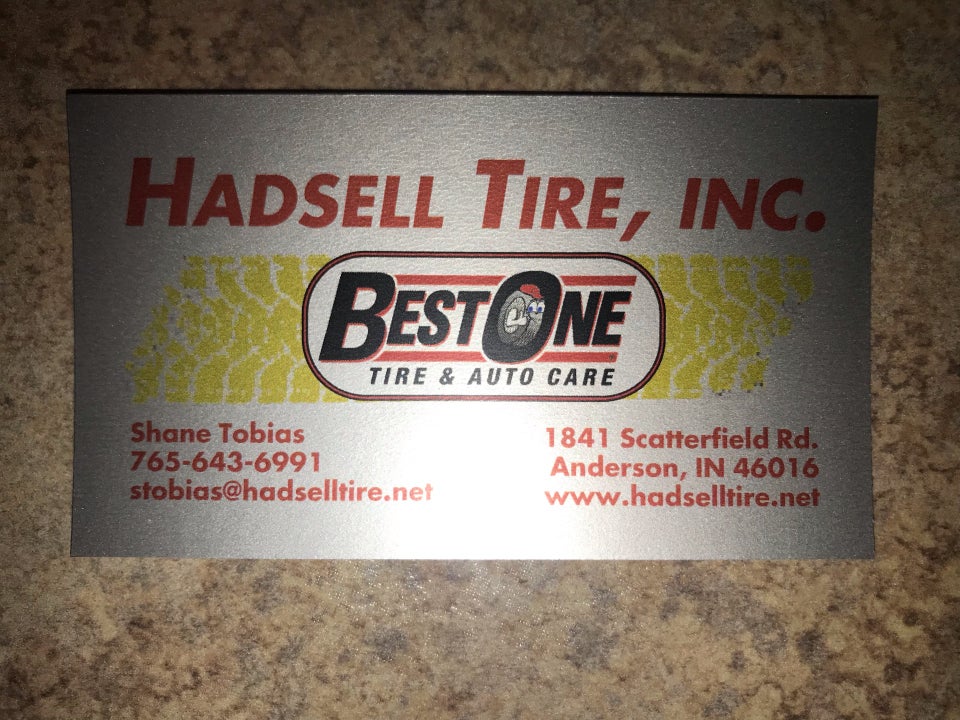 HADSELL TIRE, INC.
BESTONE
TIRE & AUTO CARE
Shane Tobias
765-643-6991
stobias@hadselltire.net
1841 Scatterfield Rd.
Anderson, IN 46016
www.hadselltire.net